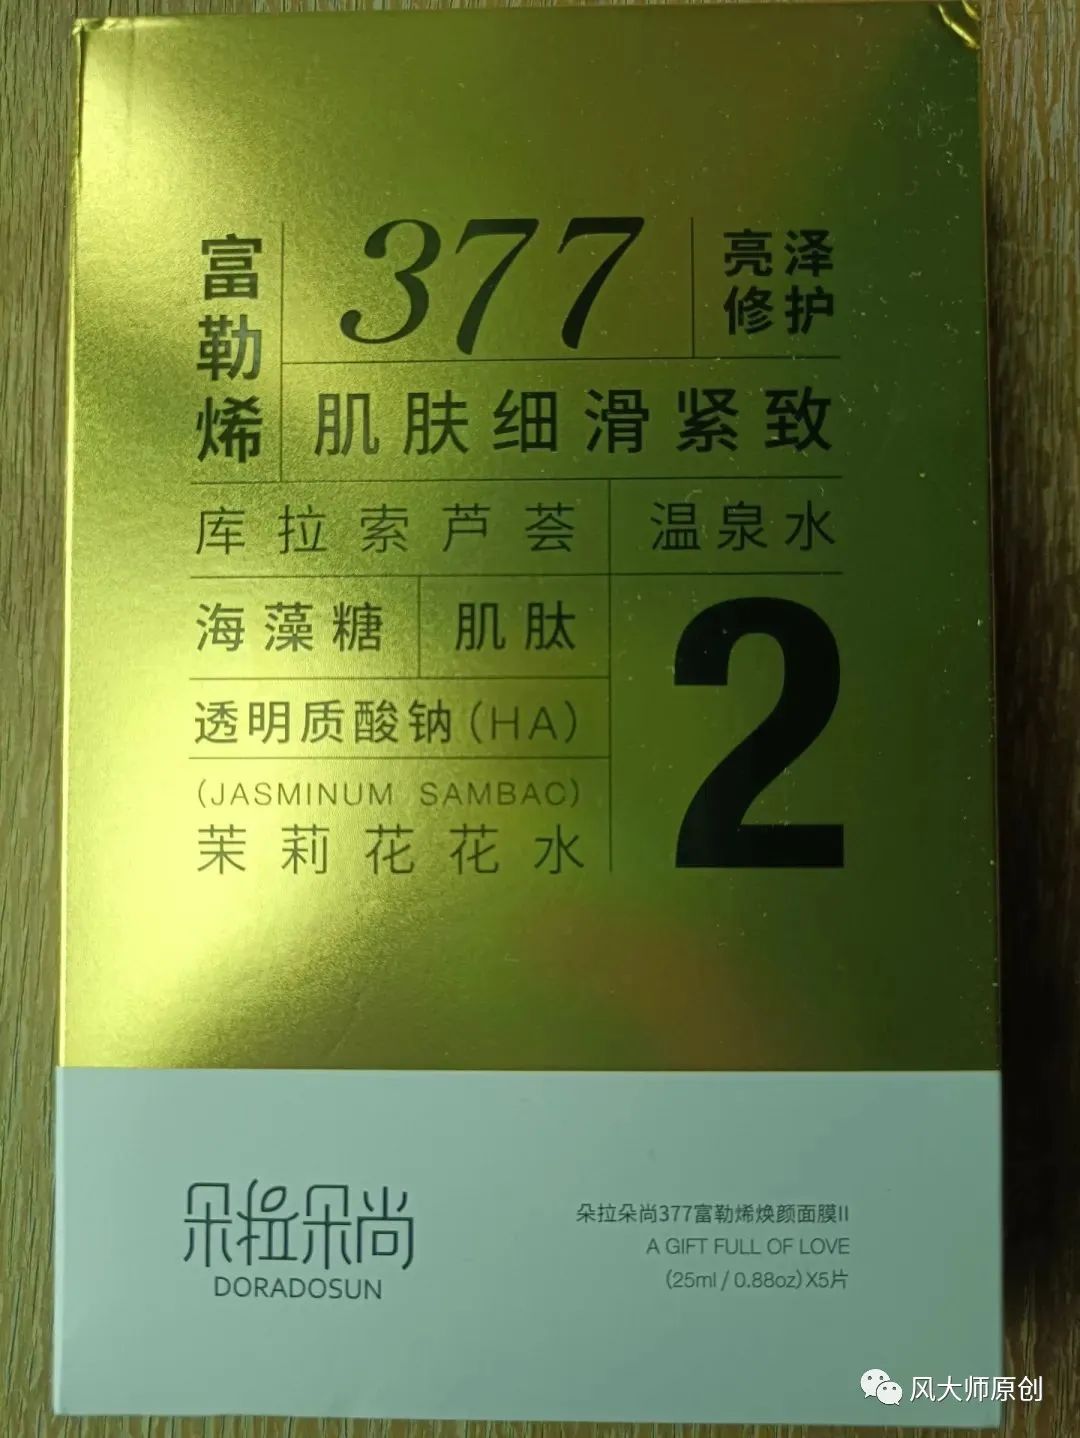 富勒烯
377
亮泽
修护
肌肤细滑紧致
库拉索芦荟
温泉水
海藻糖
肌肽
2
透明质酸钠(HA)
(JASMINUM SAMBAC)
茉莉花花水
朵拉朵尚
DORADOSUN
朵拉朵尚377富勒烯焕颜面膜II
A GIFT FULL OF LOVE
(25ml / 0.88oz) X5片
风大师原创